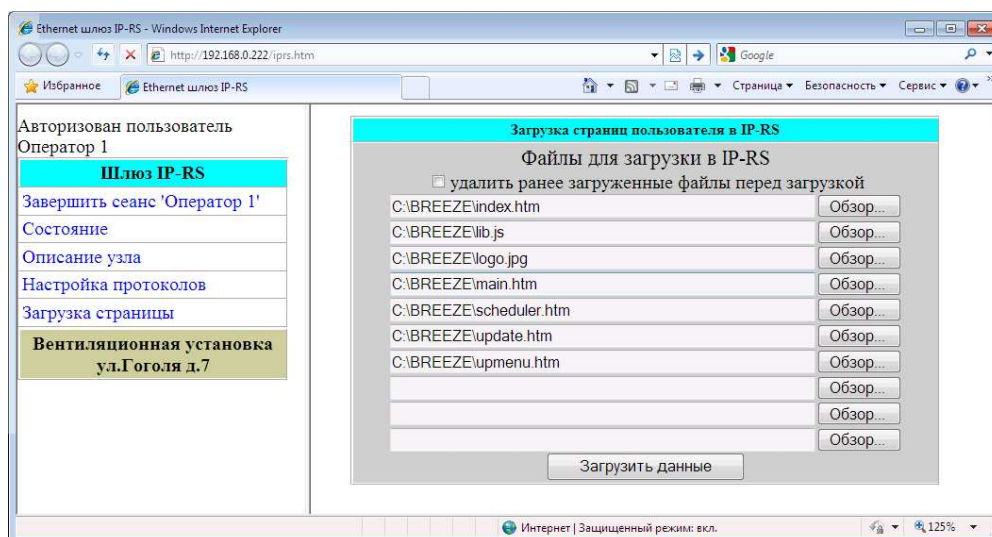 Ethernet шлюз IP-RS - Windows Internet Explorer
http://192.168.0.222/iprs.htm
Google
Избранное
Ethernet шлюз IP-RS
Страница
Безопасность
Сервис
Авторизован пользователь
Оператор 1
Шлюз IP-RS
Завершить сеанс 'Оператор 1'
Состояние
Описание узла
Настройка протоколов
Загрузка страницы
Вентиляционная установка
ул.Гоголя д.7
Загрузка страниц пользователя в IP-RS
Файлы для загрузки в IP-RS
удалить ранее загруженные файлы перед загрузкой
C:\BREEZE\index.htm Обзор...
C:\BREEZE\lib.js Обзор...
C:\BREEZE\logo.jpg Обзор...
C:\BREEZE\main.htm Обзор...
C:\BREEZE\scheduler.htm Обзор...
C:\BREEZE\update.htm Обзор...
C:\BREEZE\upmenu.htm Обзор...
Обзор...
Обзор...
Обзор...
Загрузить данные
Интернет | Защищенный режим: вкл.
125%